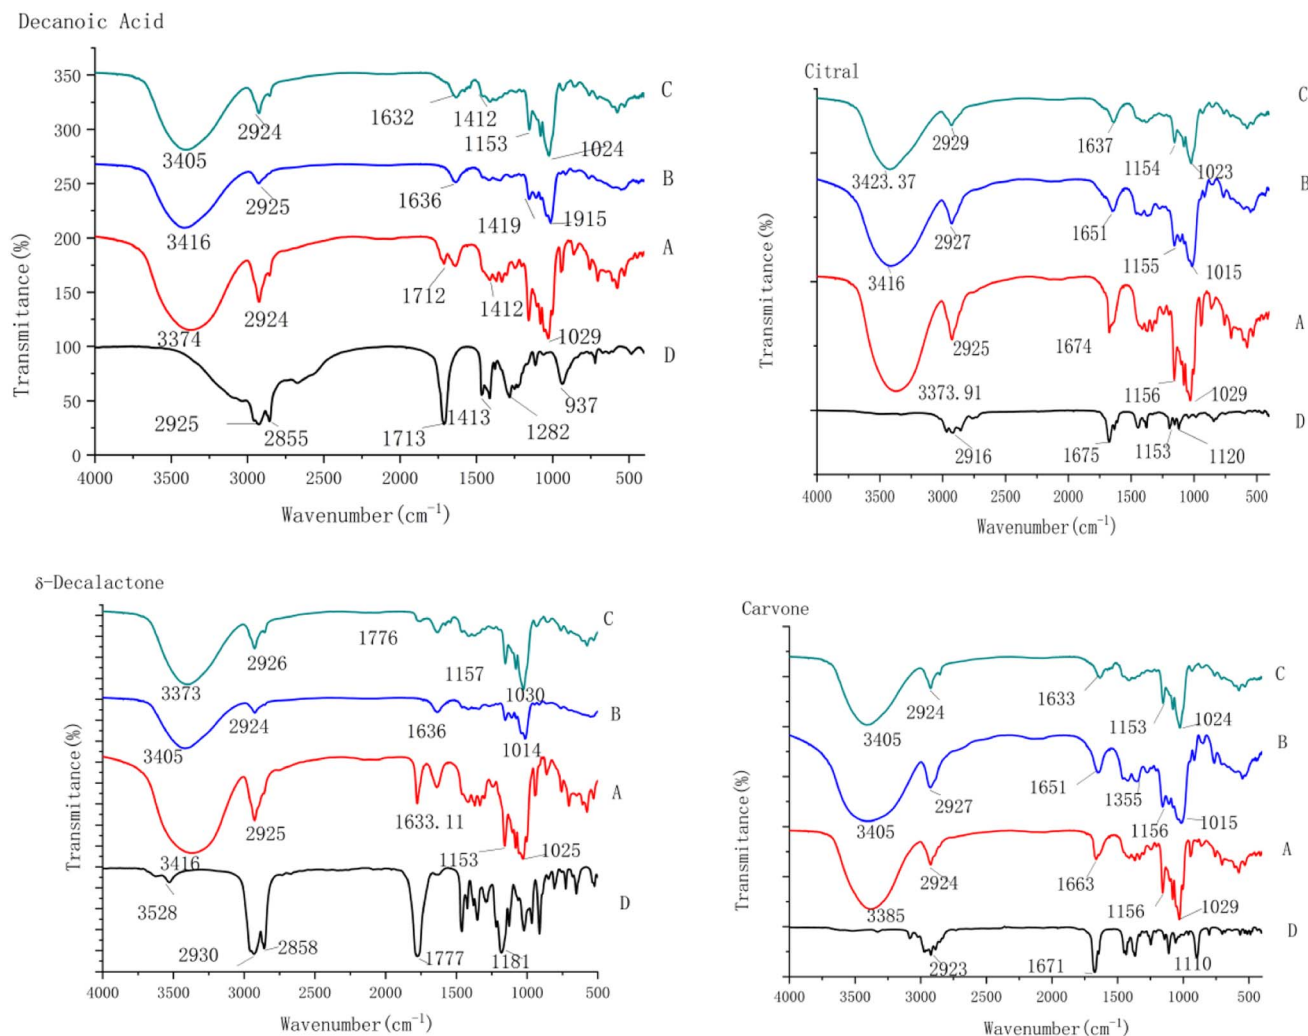 Decanoic Acid
350
300
250
200
150
100
50
0
Transmitance(%)
C
2924
1632
1412
1153
1024
3405
B
2925
1636
1419
1915
3416
A
1712
1412
2924
3374
1029
D
2925
2855
1713
1413
1282
937
4000 3500 3000 2500 2000 1500 1000 500
Wavenumber(cm⁻¹)
Citral
Transmitance(%)
C
2929
1637
1154
1023
3423.37
B
2927
1651
1155
1015
3416
A
2925
1674
3373.91
1156
1029
D
2916
1675
1153
1120
4000 3500 3000 2500 2000 1500 1000 500
Wavenumber(cm⁻¹)
δ-Decalactone
Transmitance(%)
C
1776
2926
1157
3373
1030
B
2924
1636
1014
3405
A
2925
1633.11
3416
1153
1025
D
3528
2930
2858
1777
1181
4000 3500 3000 2500 2000 1500 1000 500
Wavenumber(cm⁻¹)
Carvone
Transmitance(%)
C
2924
1633
1153
1024
3405
B
2927
1651
1355
1156
1015
3405
A
2924
1663
3385
1156
1029
D
2923
1671
1110
4000 3500 3000 2500 2000 1500 1000 500
Wavenumber(cm⁻¹)